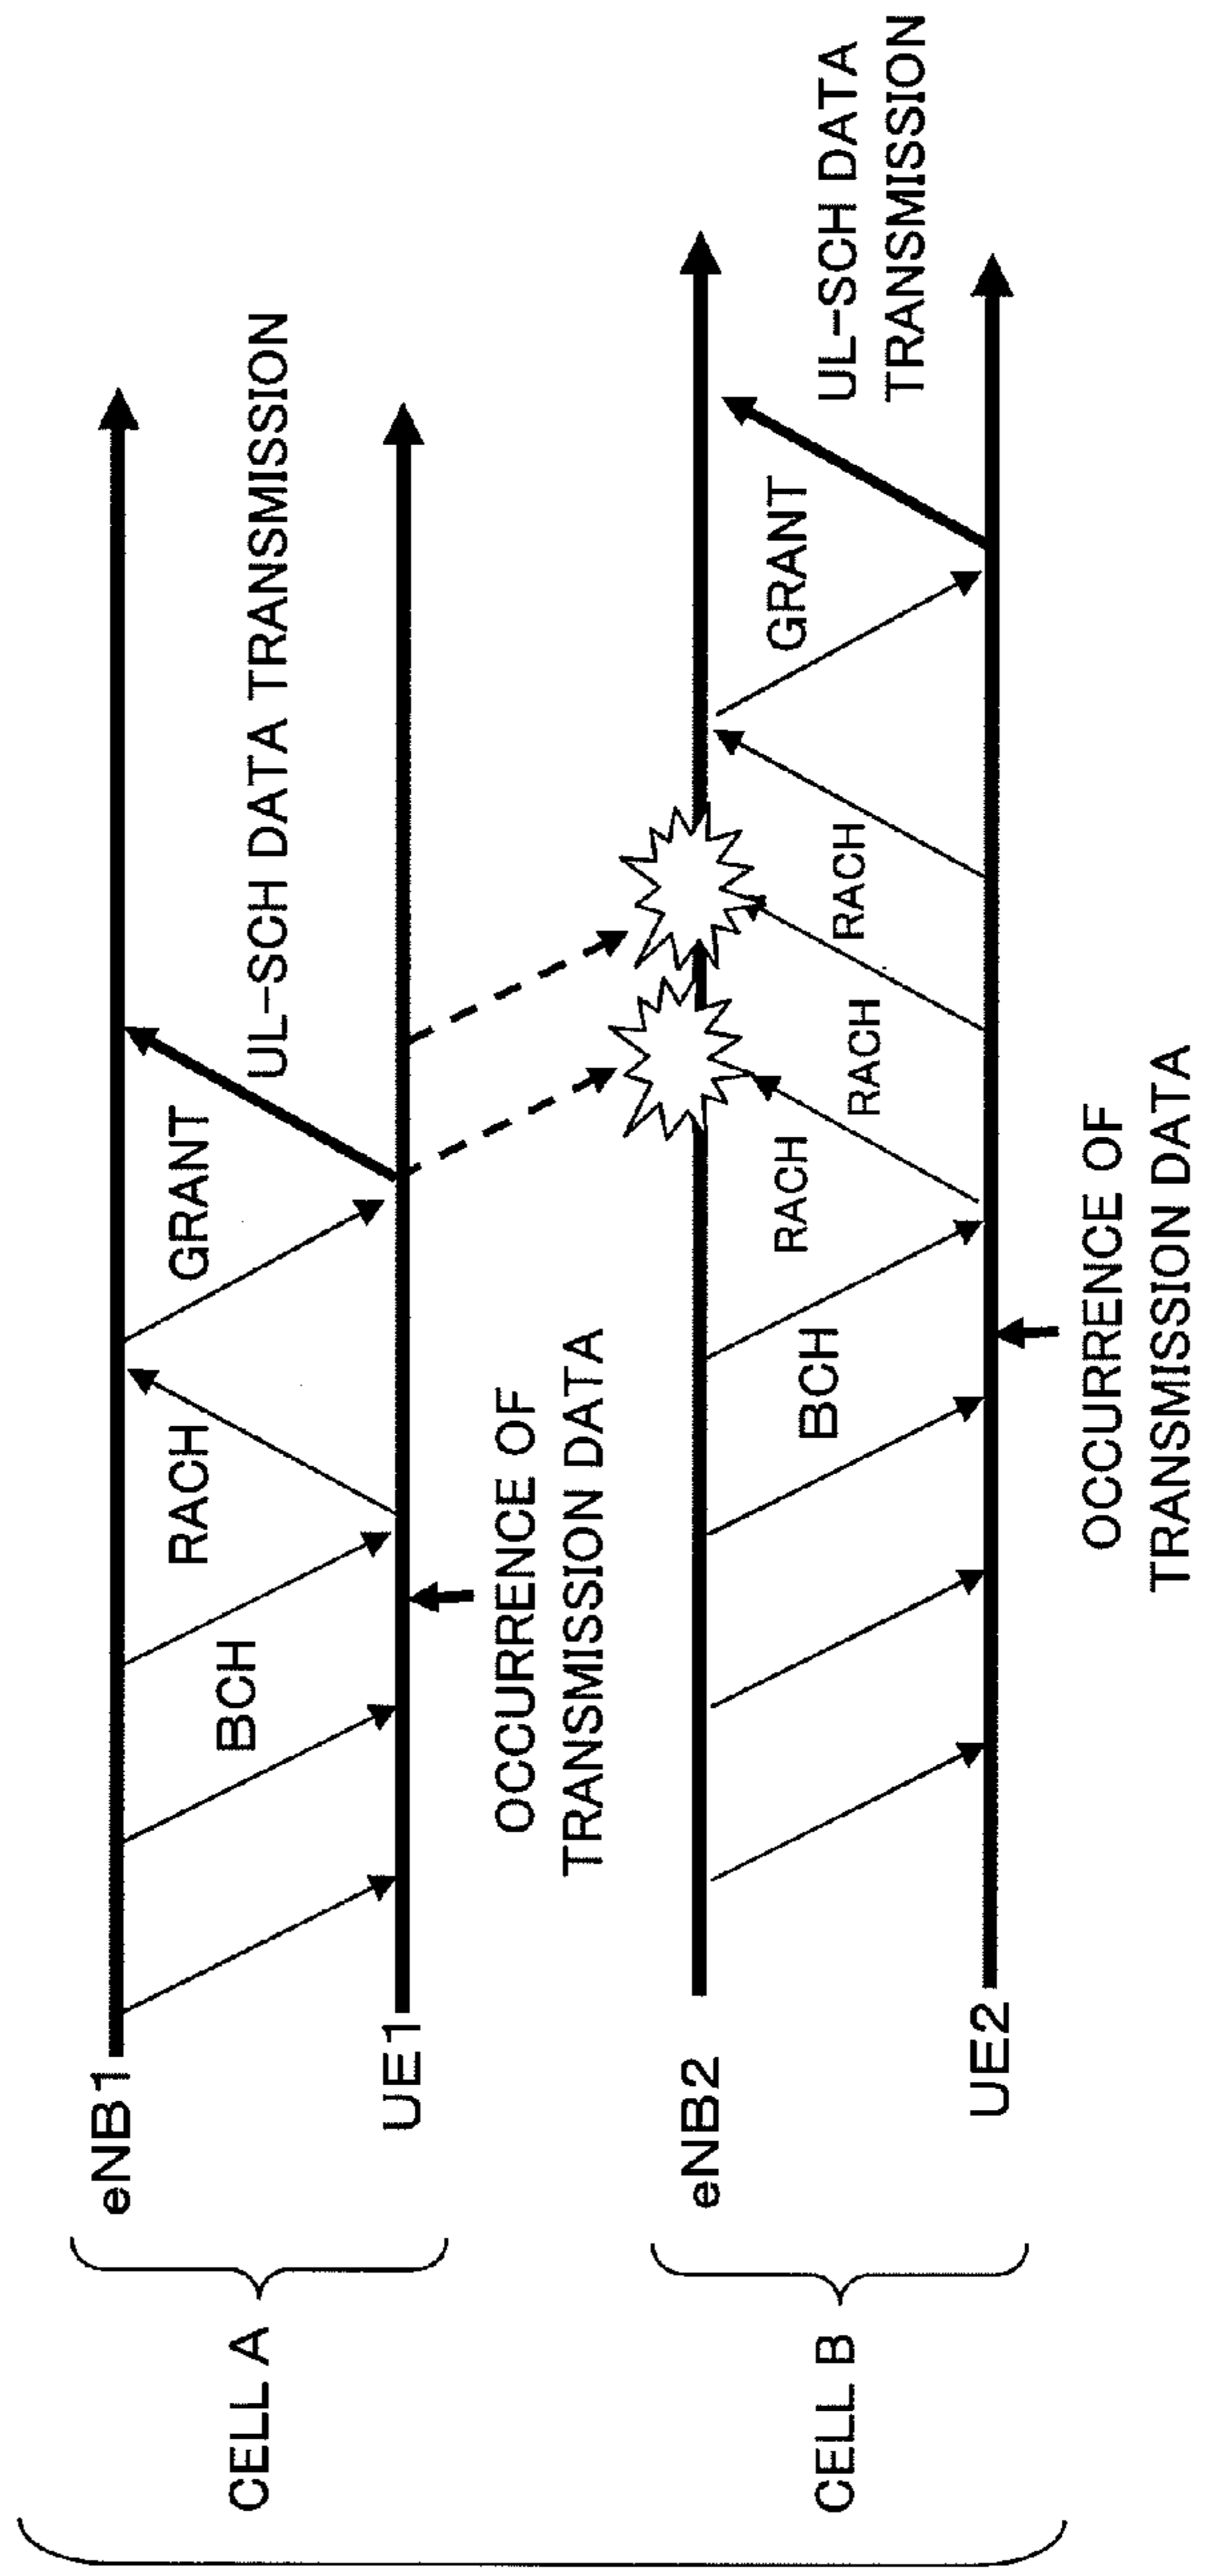 CELL A
eNB1
BCH
RACH
GRANT
UL-SCH DATA TRANSMISSION
UE1
OCCURRENCE OF
TRANSMISSION DATA
CELL B
eNB2
BCH
RACH
RACH
RACH
GRANT
UL-SCH DATA
TRANSMISSION
UE2
OCCURRENCE OF
TRANSMISSION DATA